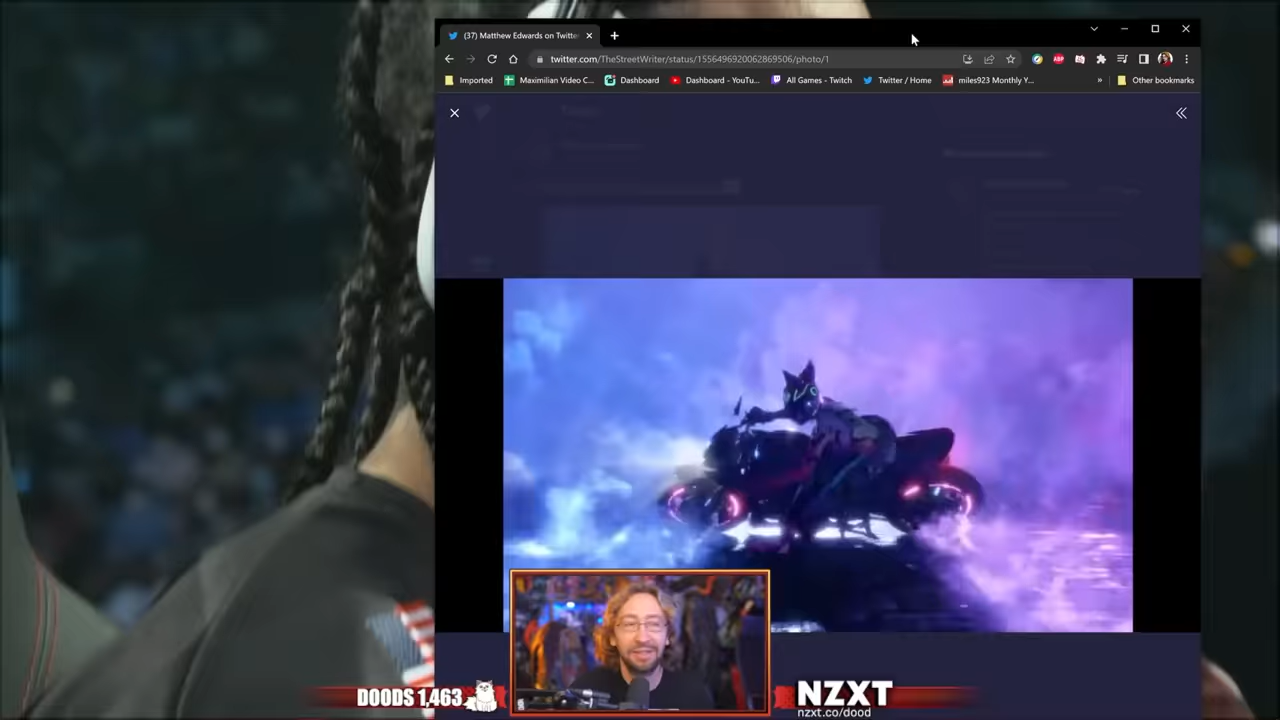 (37) Matthew Edwards on Twitte
twitter.com/TheStreetWriter/status/1556496920062869506/photo/1
Imported
Maximilian Video C...
Dashboard
Dashboard - YouTu...
All Games - Twitch
Twitter / Home
miles923 Monthly Y...
»
Other bookmarks
ABP
DOODS 1,463
NZXT
nzxt.co/dood